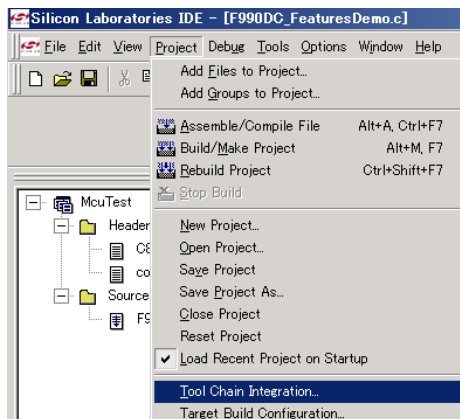 Silicon Laboratories IDE - [F990DC_FeaturesDemo.c]
File Edit View Project Debug Tools Options Window Help
Add Files to Project...
Add Groups to Project...
Assemble/Compile File Alt+A, Ctrl+F7
Build/Make Project Alt+M, F7
Rebuild Project Ctrl+Shift+F7
Stop Build
McuTest
Header
C8
co
Source
F9
New Project...
Open Project...
Save Project
Save Project As...
Close Project
Reset Project
Load Recent Project on Startup
Tool Chain Integration...
Target Build Configuration...